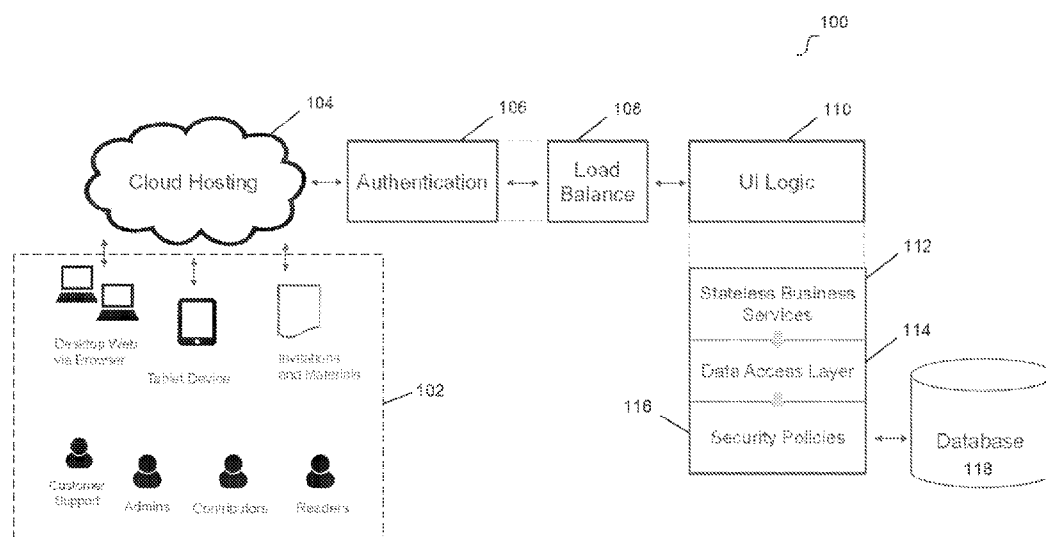 100
104
106
108
110
Cloud Hosting
Authentication
Load
Balance
UI Logic
112
Stateless Business
Services
114
Data Access Layer
116
Security Policies
Database
118
Desktop Web
via Browser
Tablet Device
Invitations
and Materials
102
Customer
Support
Admins
Contributors
Readers